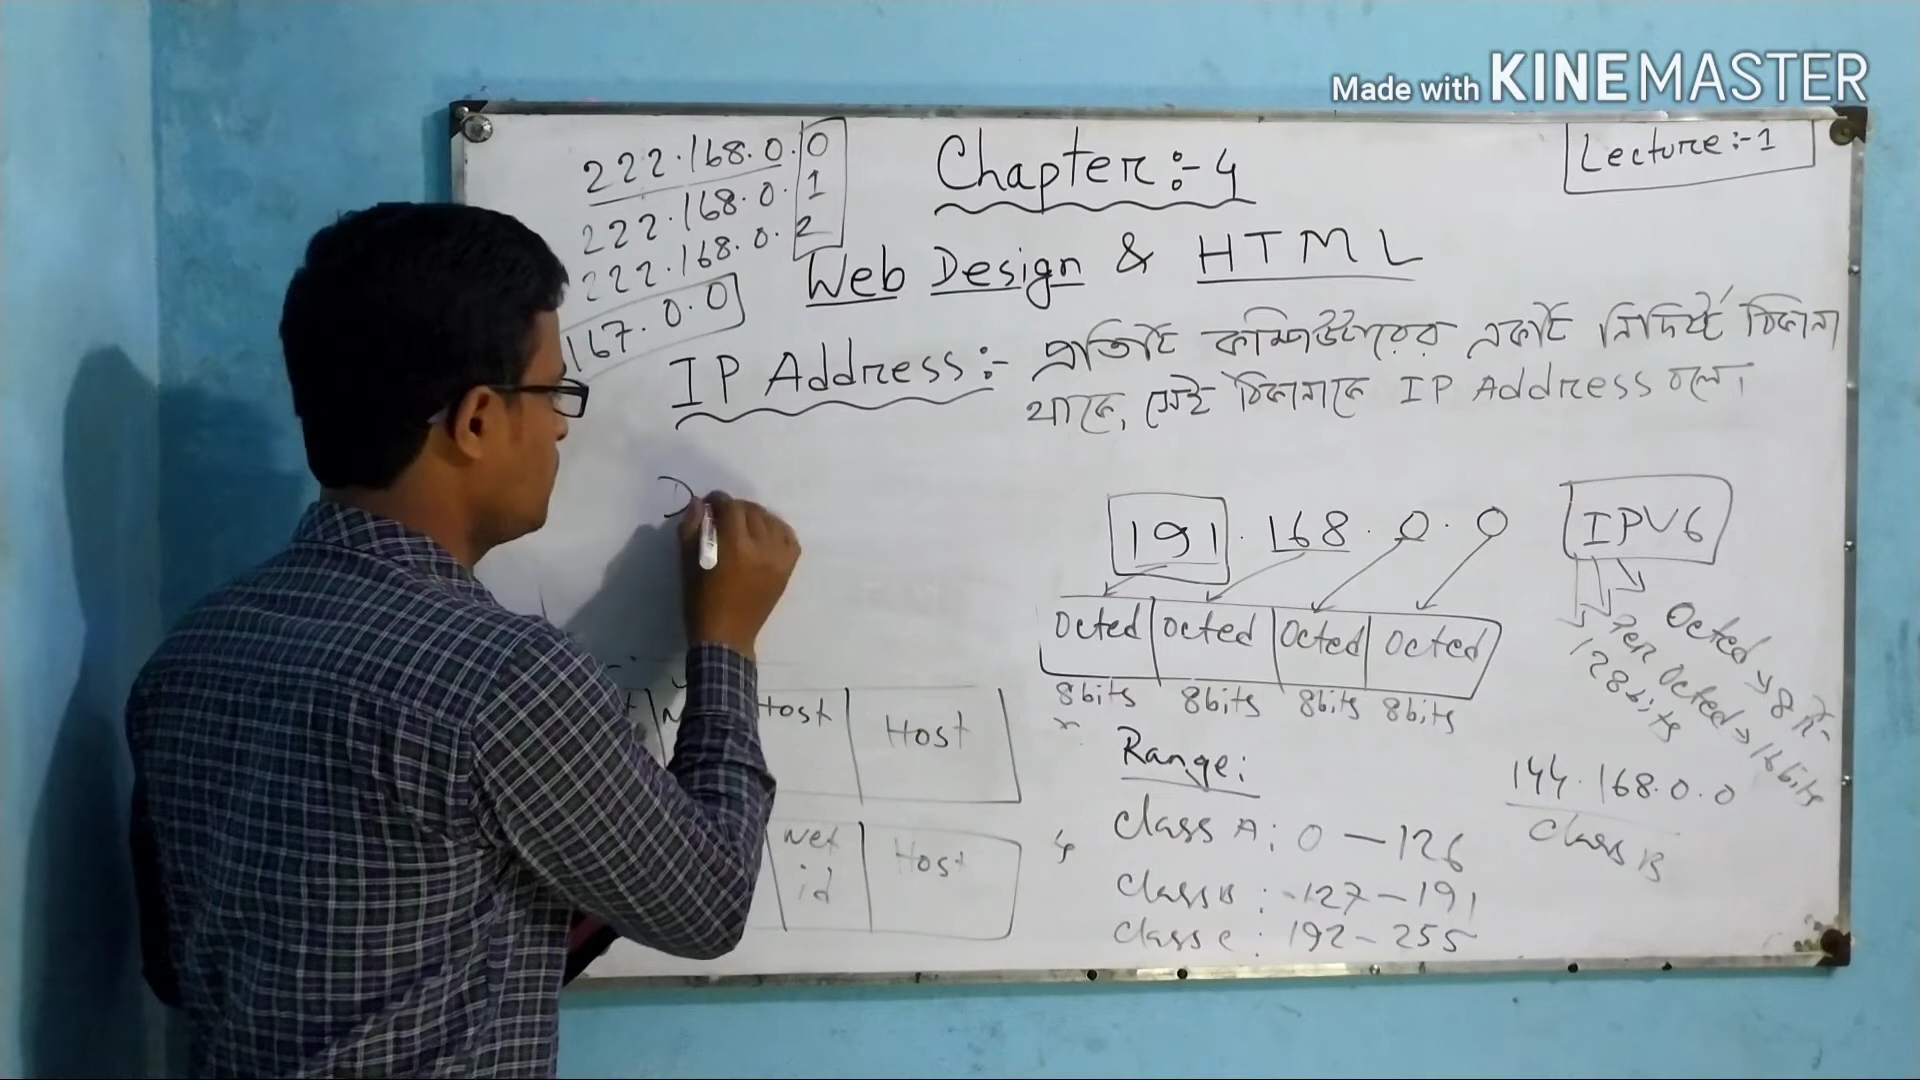 Made with KINEMASTER
Lecture:-1
222.168.0.0
222.168.0.1
222.168.0.2
167.0.0
Chapter:-4
Web Design & HTML
IP Address:- প্রতিটি কম্পিউটারের একটি নির্দিষ্ট ঠিকানা
থাকে, সেই ঠিকানাকে IP Address বলে।
D
191.168.0.0
Octed Octed Octed Octed
8bits 8bits 8bits 8bits
IPV6
Octed → 8 টি
Per Octed → 16bits
128bits
Host Host
Net id Host
Range:
Class A: 0 — 126
Class B: 127 – 191
Class C: 192 – 255
144.168.0.0
Class B